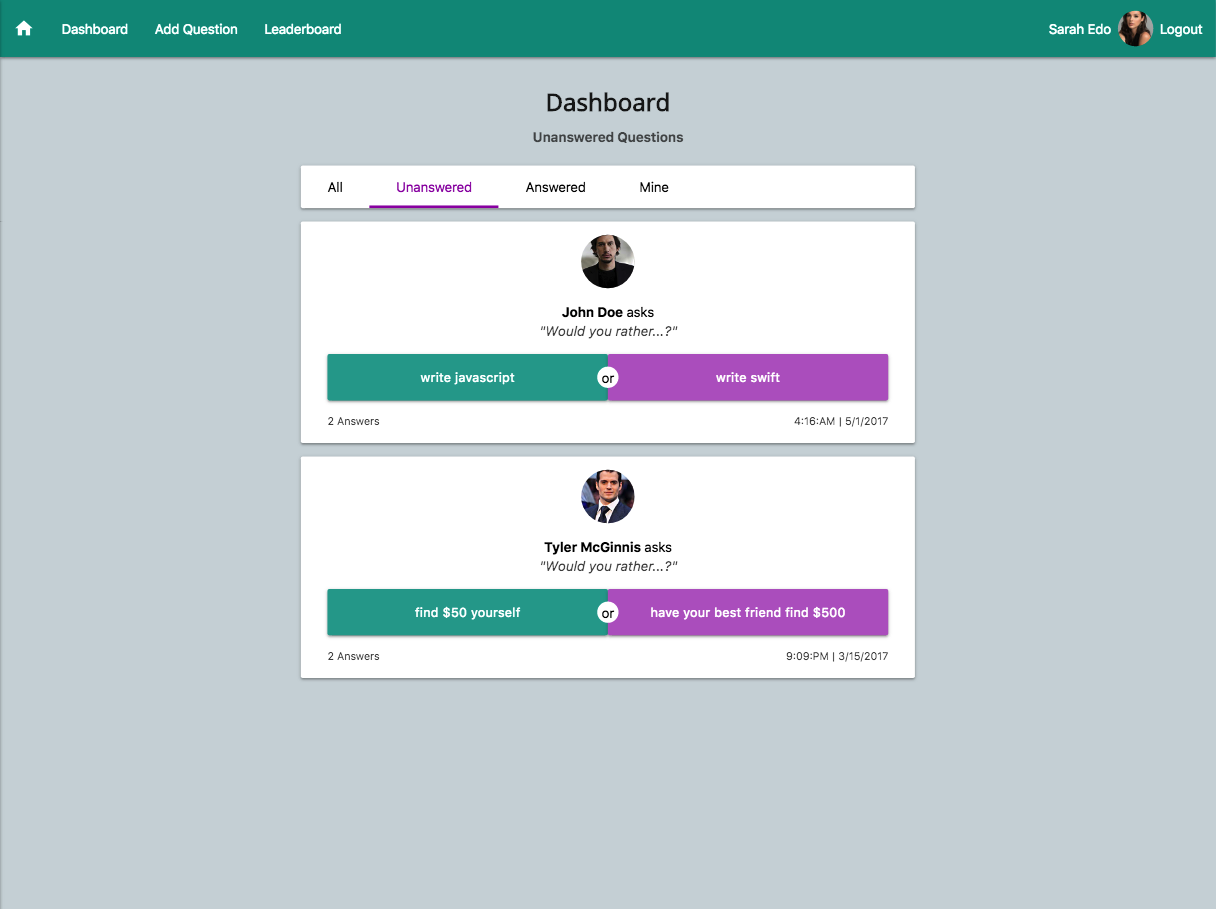 Dashboard Add Question Leaderboard Sarah Edo Logout
Dashboard
Unanswered Questions
All Unanswered Answered Mine
John Doe asks
"Would you rather...?"
write javascript or write swift
2 Answers 4:16:AM | 5/1/2017
Tyler McGinnis asks
"Would you rather...?"
find $50 yourself or have your best friend find $500
2 Answers 9:09:PM | 3/15/2017